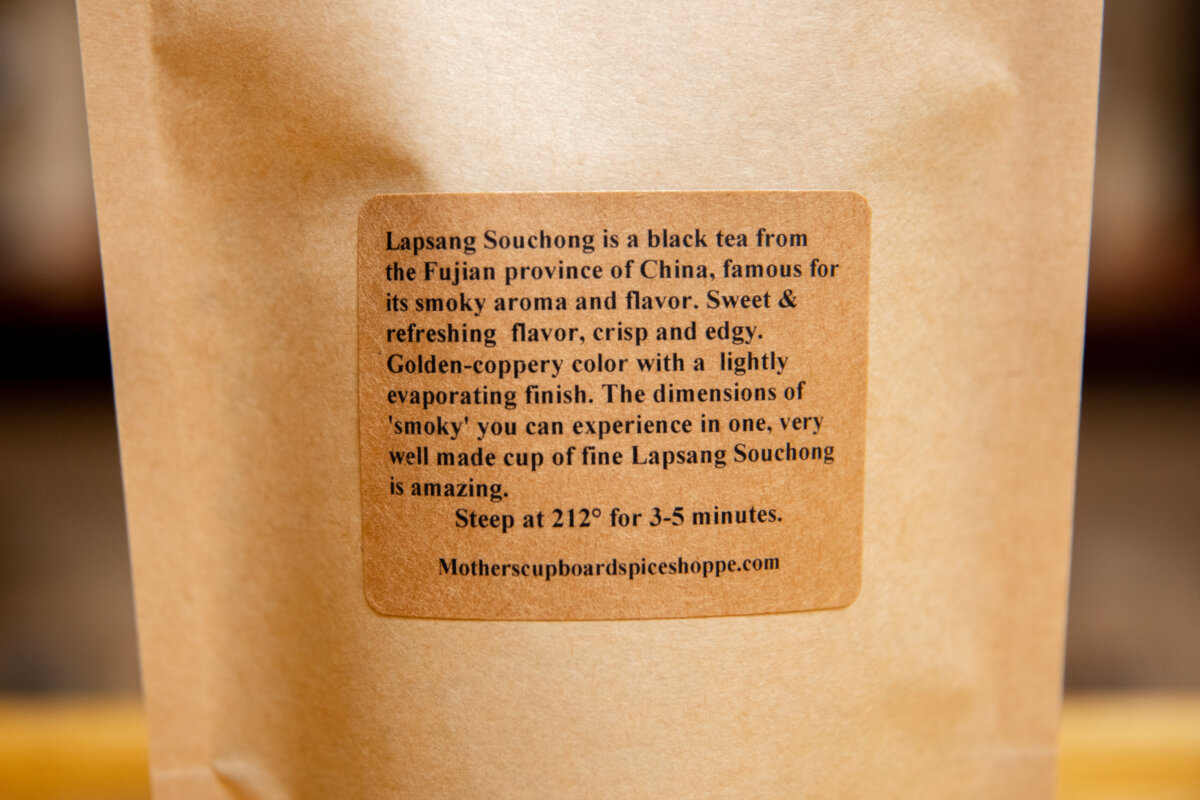 Lapsang Souchong is a black tea from
the Fujian province of China, famous for
its smoky aroma and flavor. Sweet &
refreshing  flavor, crisp and edgy.
Golden-coppery color with a  lightly
evaporating finish. The dimensions of
'smoky' you can experience in one, very
well made cup of fine Lapsang Souchong
is amazing.
Steep at 212° for 3-5 minutes.
Motherscupboardspiceshoppe.com